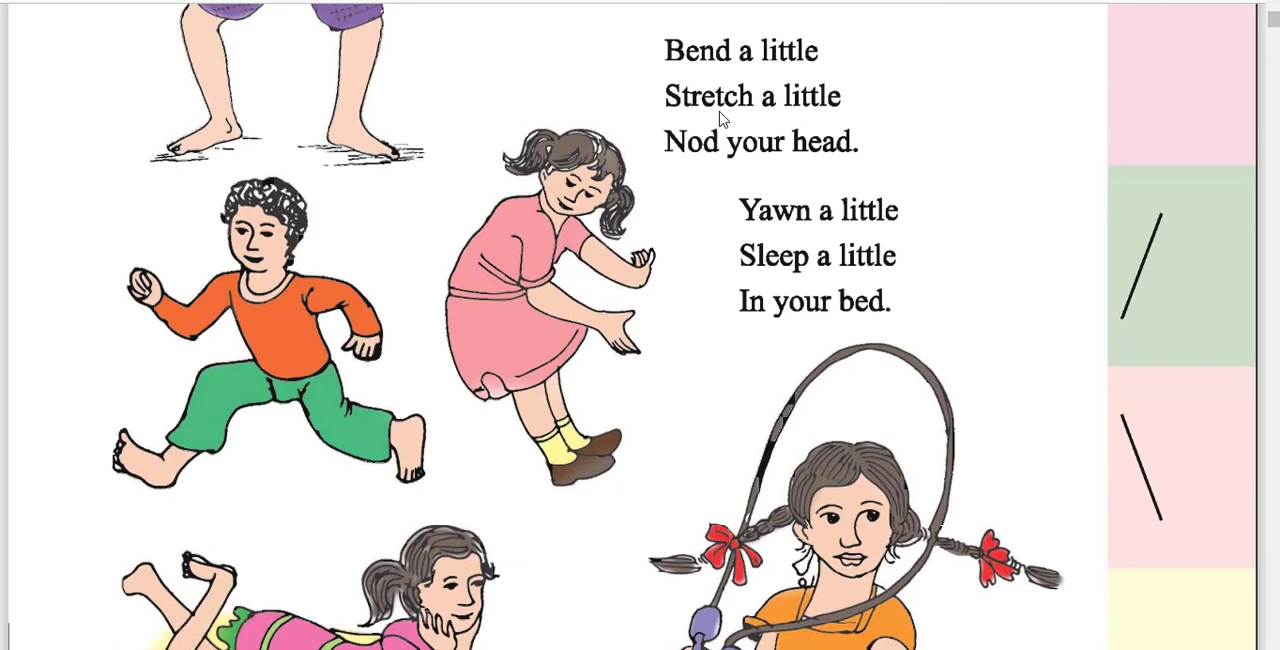 Bend a little
Stretch a little
Nod your head.
Yawn a little
Sleep a little
In your bed.